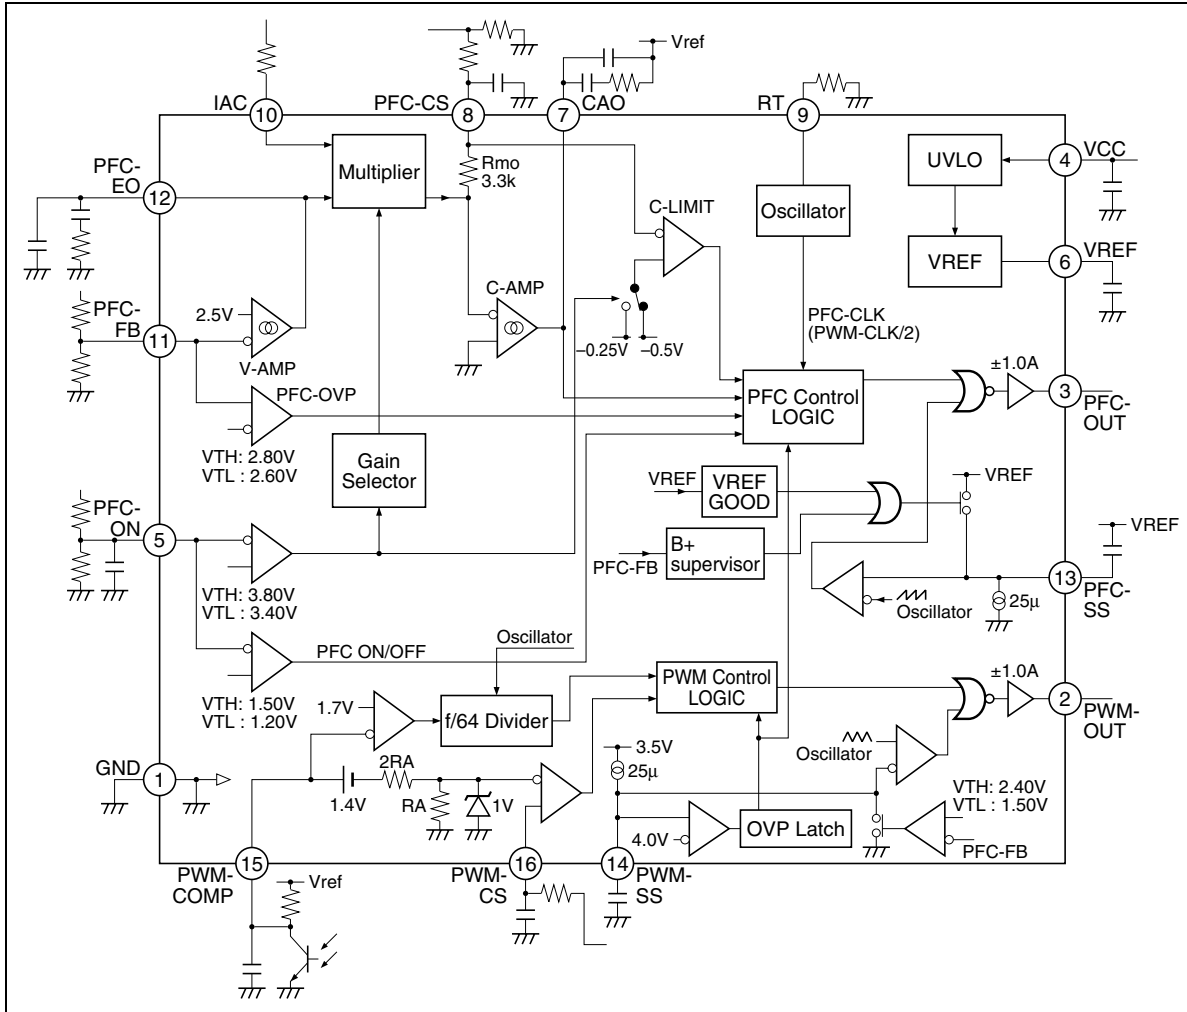 Vref
IAC
PFC-CS
CAO
RT
10
8
7
9
PFC-
EO
12
Multiplier
Rmo
3.3k
UVLO
4
VCC
C-LIMIT
Oscillator
VREF
6
VREF
PFC-
FB
11
2.5V
V-AMP
C-AMP
–0.25V
–0.5V
PFC-CLK
(PWM-CLK/2)
PFC-OVP
VTH: 2.80V
VTL : 2.60V
PFC Control
LOGIC
±1.0A
3
PFC-
OUT
Gain
Selector
VREF
VREF
GOOD
VREF
PFC-
ON
5
B+
supervisor
PFC-FB
VREF
VTH: 3.80V
VTL : 3.40V
Oscillator
25μ
13
PFC-
SS
PFC ON/OFF
Oscillator
VTH: 1.50V
VTL : 1.20V
1.7V
f/64 Divider
PWM Control
LOGIC
±1.0A
2
PWM-
OUT
Oscillator
GND
1
1.4V
2RA
RA
1V
3.5V
25μ
4.0V
OVP Latch
VTH: 2.40V
VTL : 1.50V
PFC-FB
15
PWM-
COMP
16
PWM-
CS
14
PWM-
SS
Vref